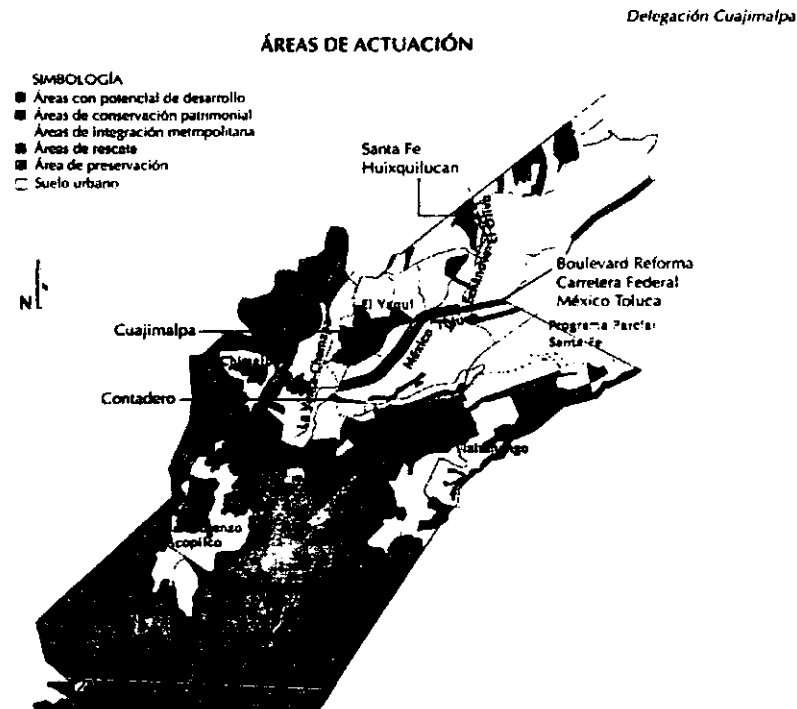 Delegación Cuajimalpa
ÁREAS DE ACTUACIÓN
SIMBOLOGÍA
Áreas con potencial de desarrollo
Áreas de conservación patrimonial
Áreas de integración metropolitana
Áreas de rescate
Área de preservación
Suelo urbano
Santa Fe
Huixquilucan
N
El Yaqui
Boulevard Reforma
Carretera Federal
México Toluca
Programa Parcial
Santa Fe
Cuajimalpa
México
Contadero